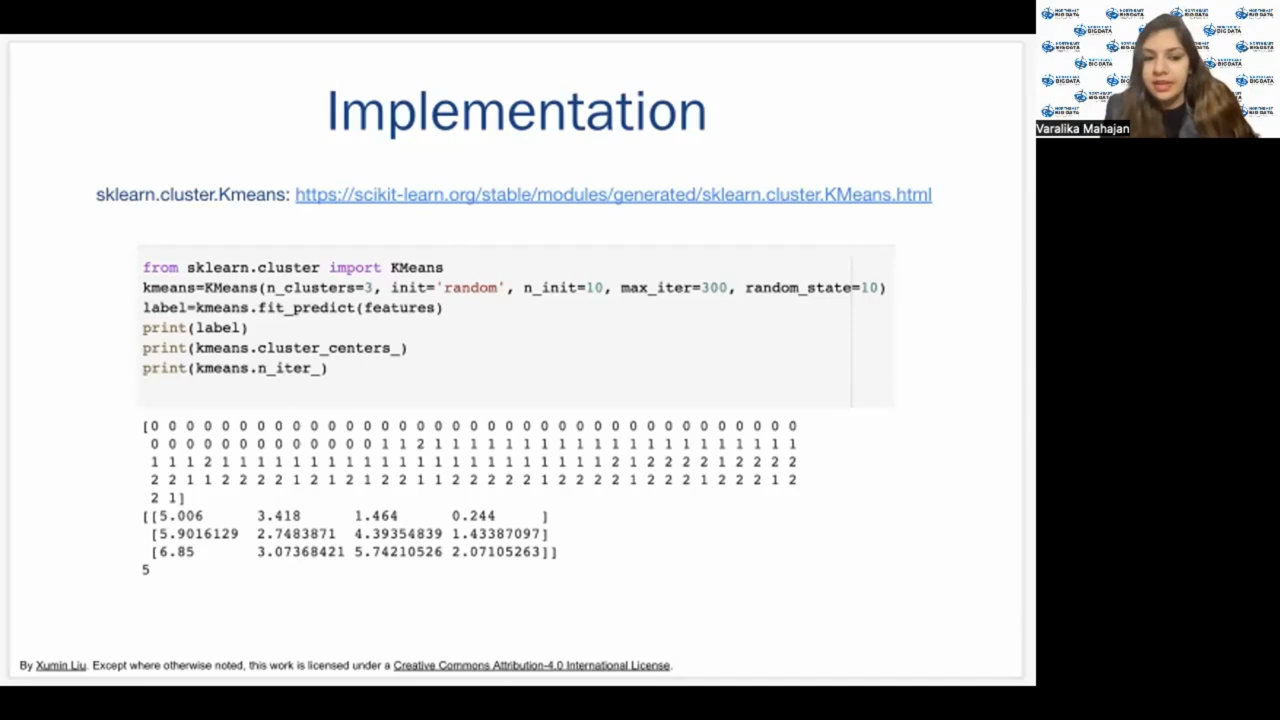 Implementation
sklearn.cluster.Kmeans: https://scikit-learn.org/stable/modules/generated/sklearn.cluster.KMeans.html
from sklearn.cluster import KMeans
kmeans=KMeans(n_clusters=3, init='random', n_init=10, max_iter=300, random_state=10)
label=kmeans.fit_predict(features)
print(label)
print(kmeans.cluster_centers_)
print(kmeans.n_iter_)
[0 0 0 0 0 0 0 0 0 0 0 0 0 0 0 0 0 0 0 0 0 0 0 0 0 0 0 0 0 0 0 0 0 0 0 0 0
0 0 0 0 0 0 0 0 0 0 0 0 0 1 1 2 1 1 1 1 1 1 1 1 1 1 1 1 1 1 1 1 1 1 1 1 1
1 1 1 2 1 1 1 1 1 1 1 1 1 1 1 1 1 1 1 1 1 1 1 1 1 1 2 1 2 2 2 2 1 2 2 2 2
2 2 1 1 2 2 2 2 1 2 1 2 1 2 2 1 1 2 2 2 2 2 1 2 2 2 2 1 2 2 2 1 2 2 2 1 2
2 1]
[[5.006 3.418 1.464 0.244 ]
[5.9016129 2.7483871 4.39354839 1.43387097]
[6.85 3.07368421 5.74210526 2.07105263]]
5
By Xumin Liu. Except where otherwise noted, this work is licensed under a Creative Commons Attribution-4.0 International License.
NORTHEAST
BIG DATA
Varalika Mahajan